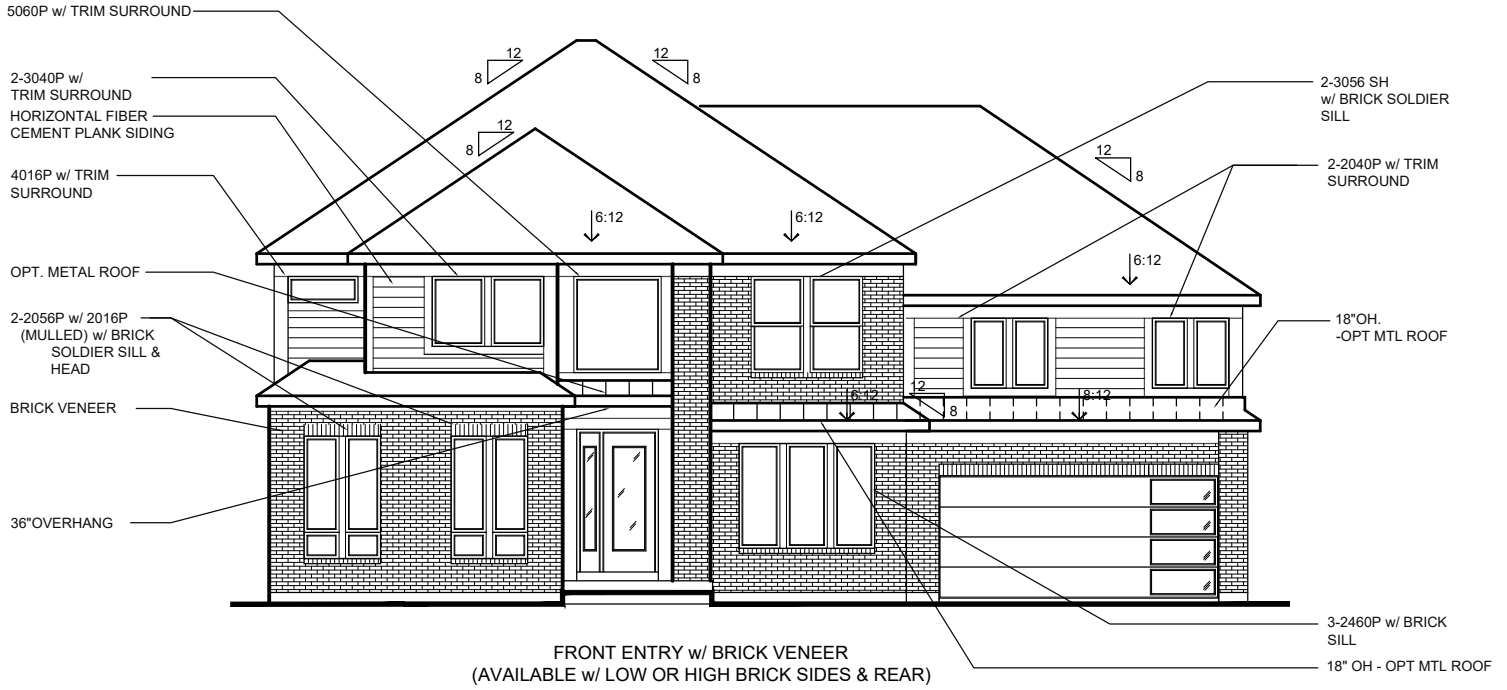 5060P w/ TRIM SURROUND
2-3040P w/
TRIM SURROUND
HORIZONTAL FIBER
CEMENT PLANK SIDING
4016P w/ TRIM
SURROUND
OPT. METAL ROOF
2-2056P w/ 2016P
(MULLED) w/ BRICK
SOLDIER SILL &
HEAD
BRICK VENEER
36"OVERHANG
12
8
12
8
12
8
12
8
6:12
6:12
6:12
6:12
12
8
8:12
2-3056 SH
w/ BRICK SOLDIER
SILL
2-2040P w/ TRIM
SURROUND
18"OH.
-OPT MTL ROOF
3-2460P w/ BRICK
SILL
18" OH - OPT MTL ROOF
FRONT ENTRY w/ BRICK VENEER
(AVAILABLE w/ LOW OR HIGH BRICK SIDES & REAR)